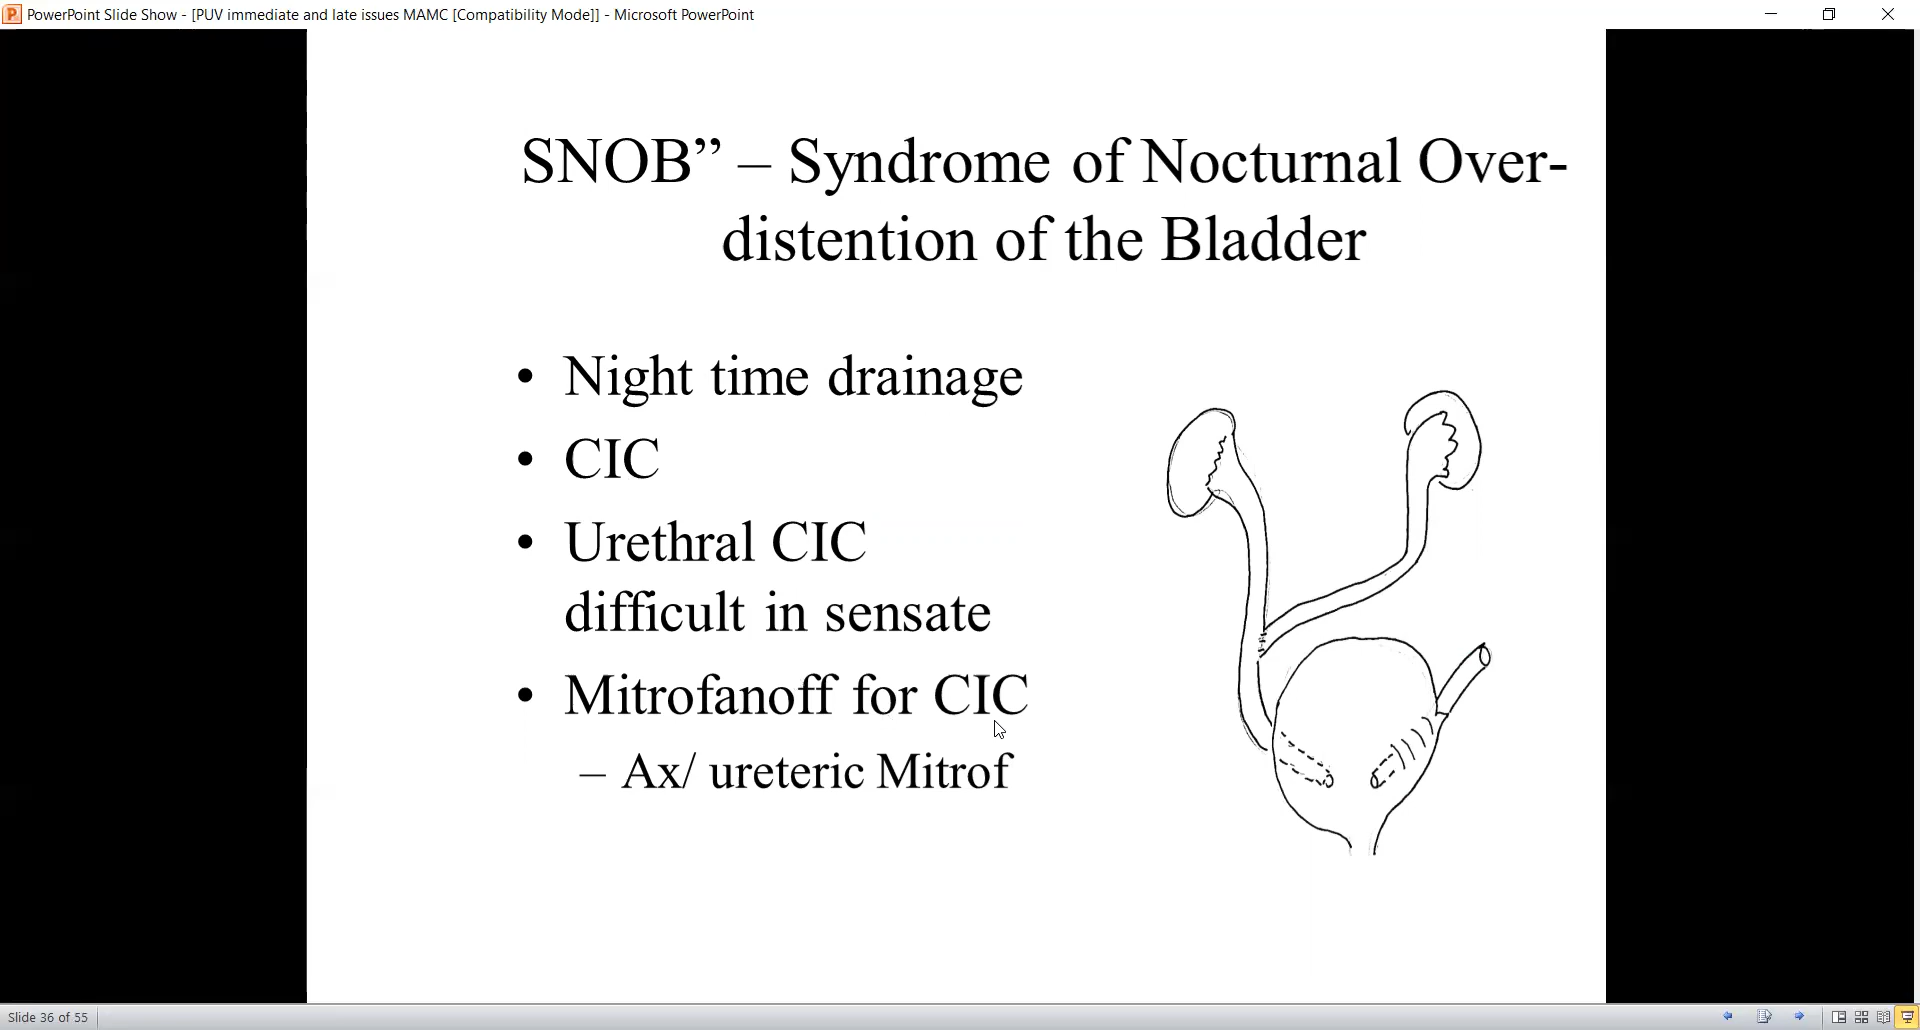 PowerPoint Slide Show - [PUV immediate and late issues MAMC [Compatibility Mode]] - Microsoft PowerPoint
SNOB” – Syndrome of Nocturnal Over-
distention of the Bladder
• Night time drainage
• CIC
• Urethral CIC
difficult in sensate
• Mitrofanoff for CIC
– Ax/ ureteric Mitrof
Slide 36 of 55